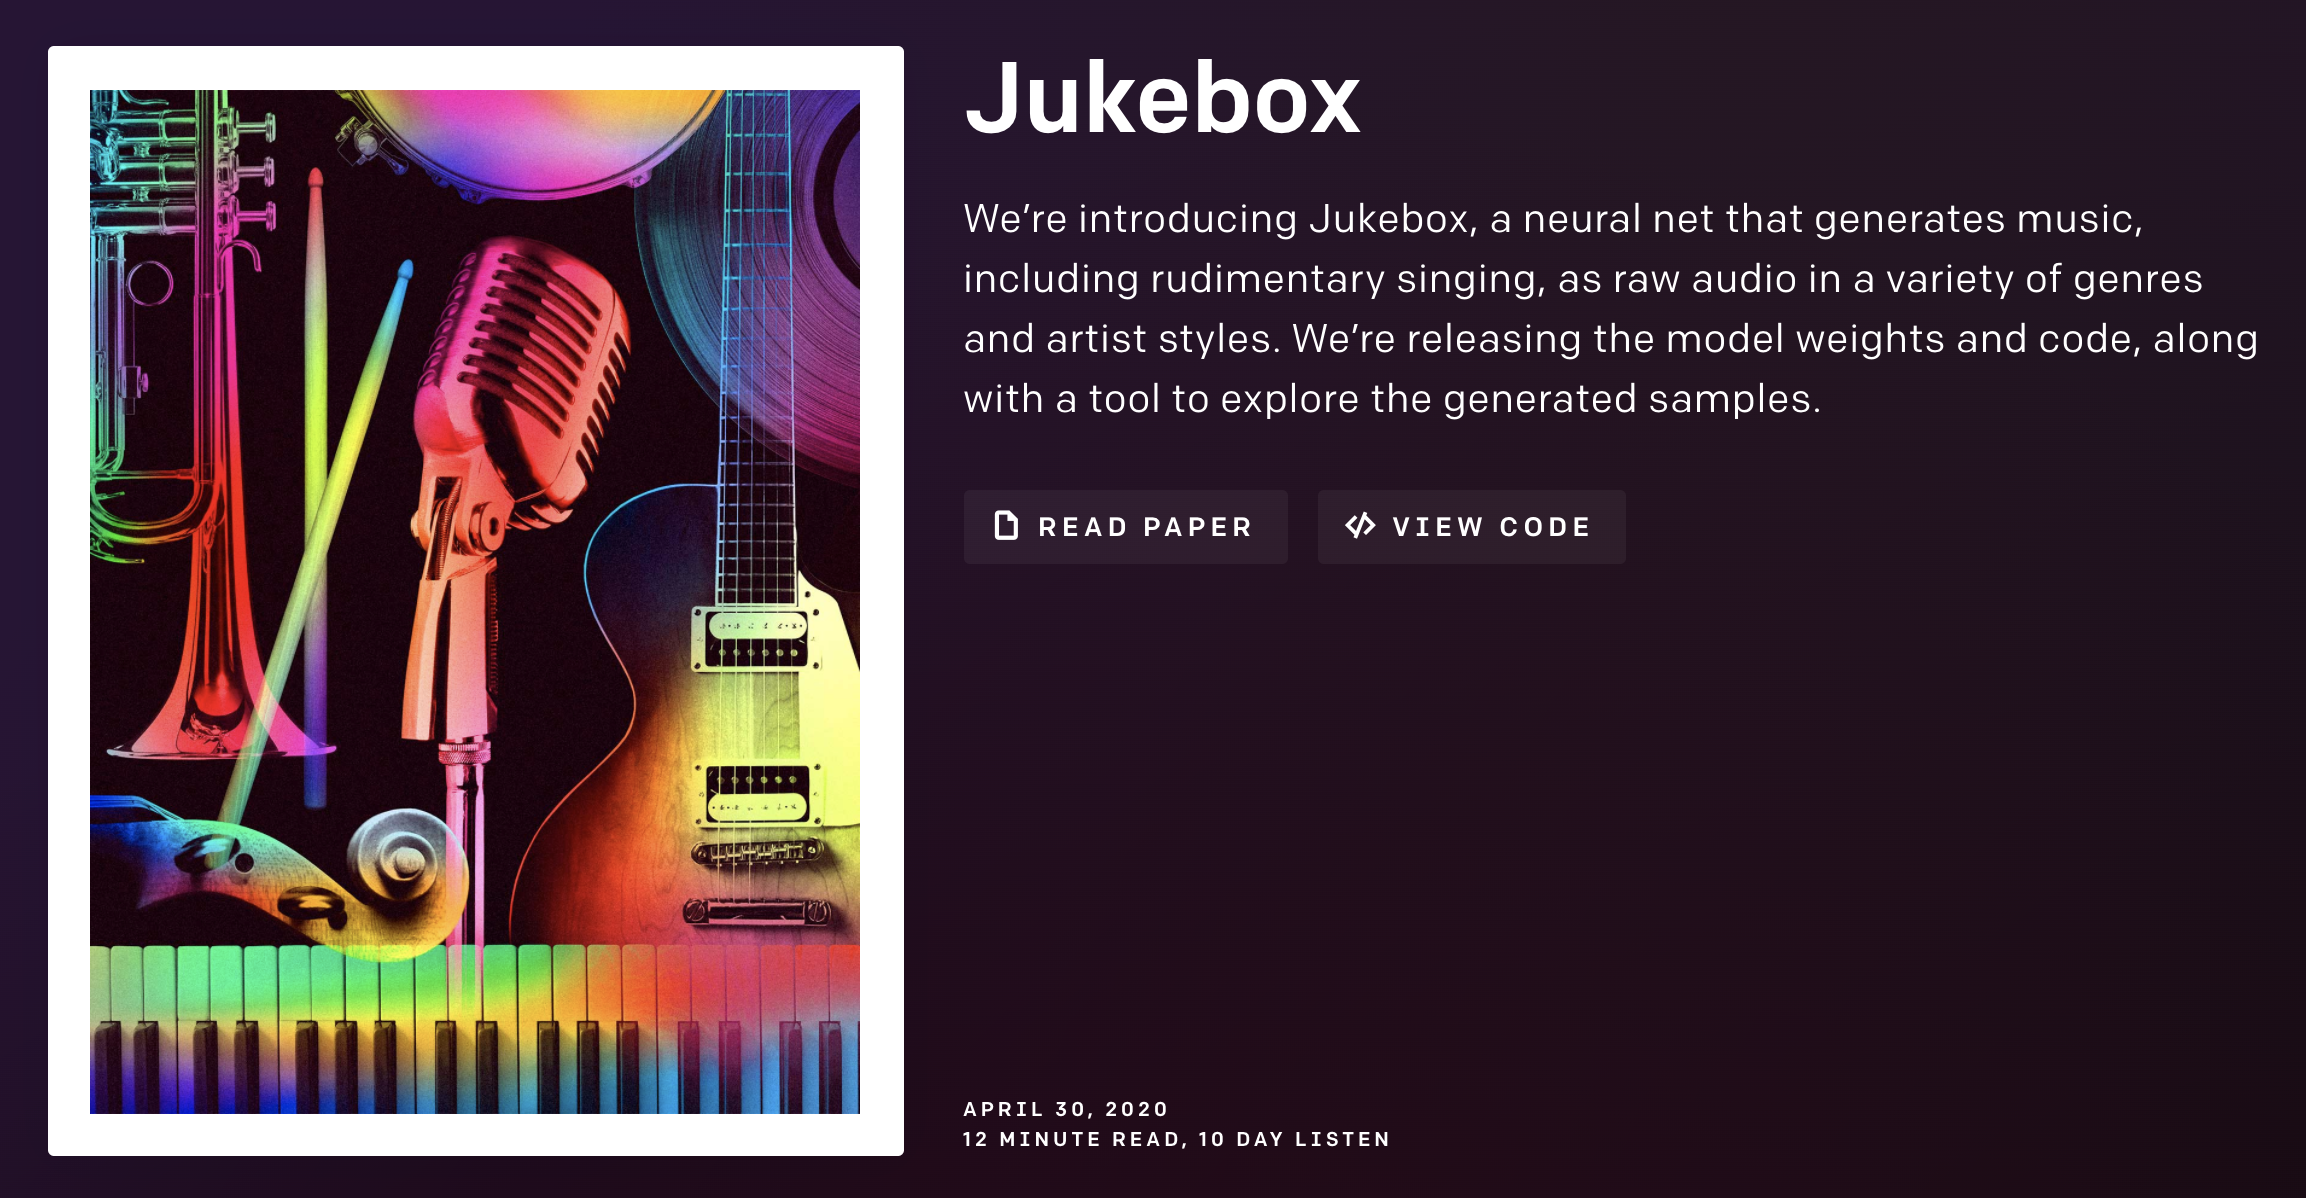 Jukebox
We’re introducing Jukebox, a neural net that generates music,
including rudimentary singing, as raw audio in a variety of genres
and artist styles. We’re releasing the model weights and code, along
with a tool to explore the generated samples.
READ PAPER
VIEW CODE
APRIL 30, 2020
12 MINUTE READ, 10 DAY LISTEN